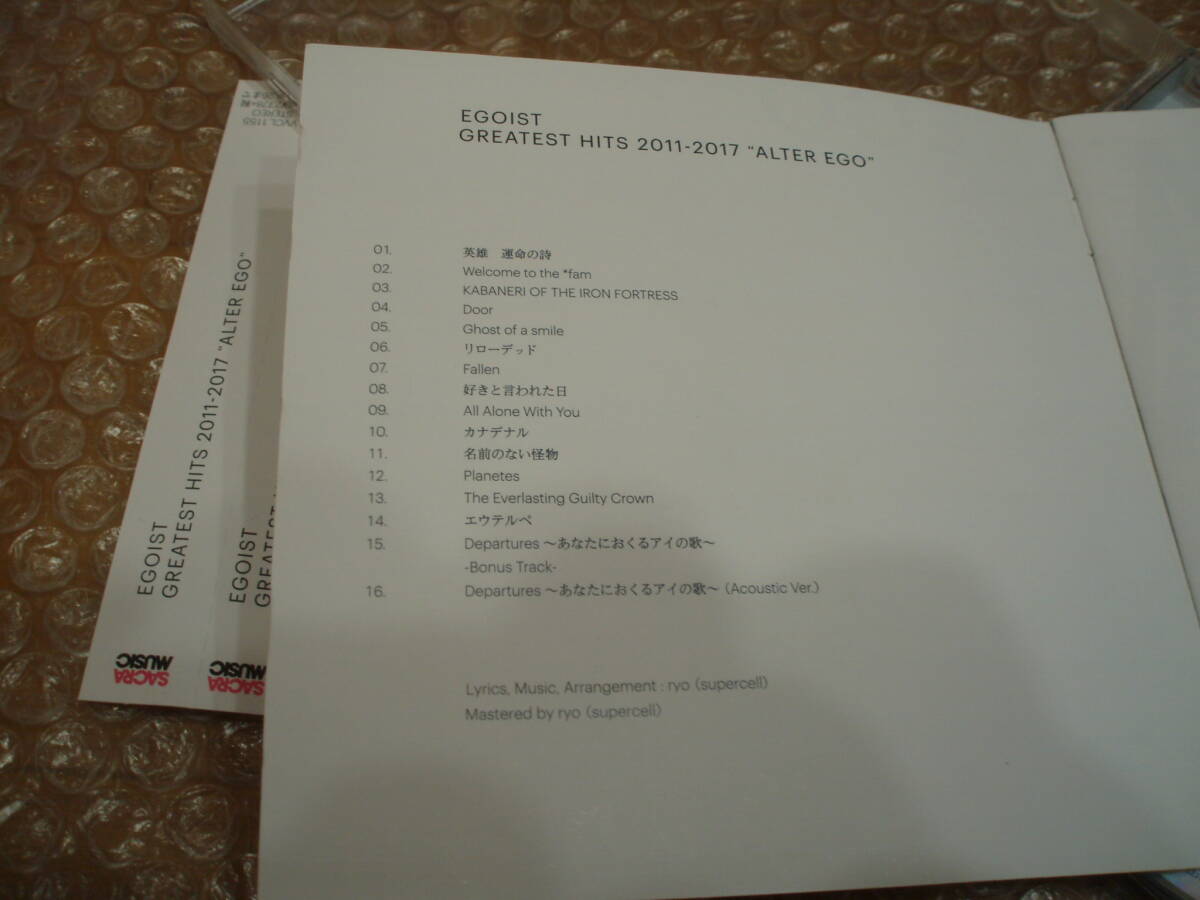 EGOIST
GREATEST HITS 2011-2017 "ALTER EGO"
01. 英雄 運命の詩
02. Welcome to the *fam
03. KABANERI OF THE IRON FORTRESS
04. Door
05. Ghost of a smile
06. リローデッド
07. Fallen
08. 好きと言われた日
09. All Alone With You
10. カナデナル
11. 名前のない怪物
12. Planetes
13. The Everlasting Guilty Crown
14. エウテルペ
15. Departures ～あなたにおくるアイの歌～
-Bonus Track-
16. Departures ～あなたにおくるアイの歌～ (Acoustic Ver.)
Lyrics, Music, Arrangement : ryo (supercell)
Mastered by ryo (supercell)
EGOIST
GREATEST HITS 2011-2017 "ALTER EGO"
EGOIST
GREATEST
SACRA
MUSIC
SACRA
MUSIC
VVCL 1155
STEREO